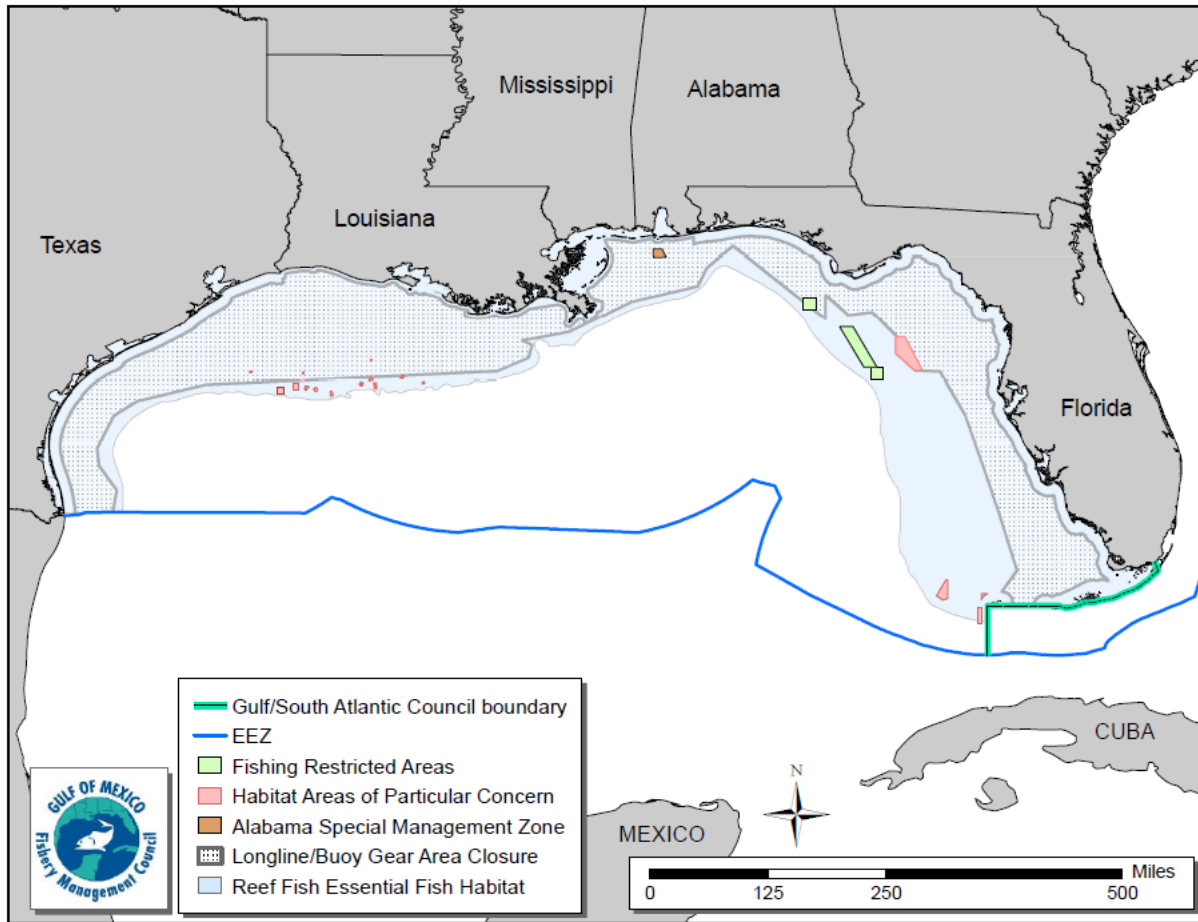 Mississippi
Alabama
Louisiana
Texas
Florida
Gulf/South Atlantic Council boundary
EEZ
Fishing Restricted Areas
Habitat Areas of Particular Concern
Alabama Special Management Zone
Longline/Buoy Gear Area Closure
Reef Fish Essential Fish Habitat
GULF OF MEXICO
Fishery Management Council
CUBA
N
MEXICO
Miles
0 125 250 500